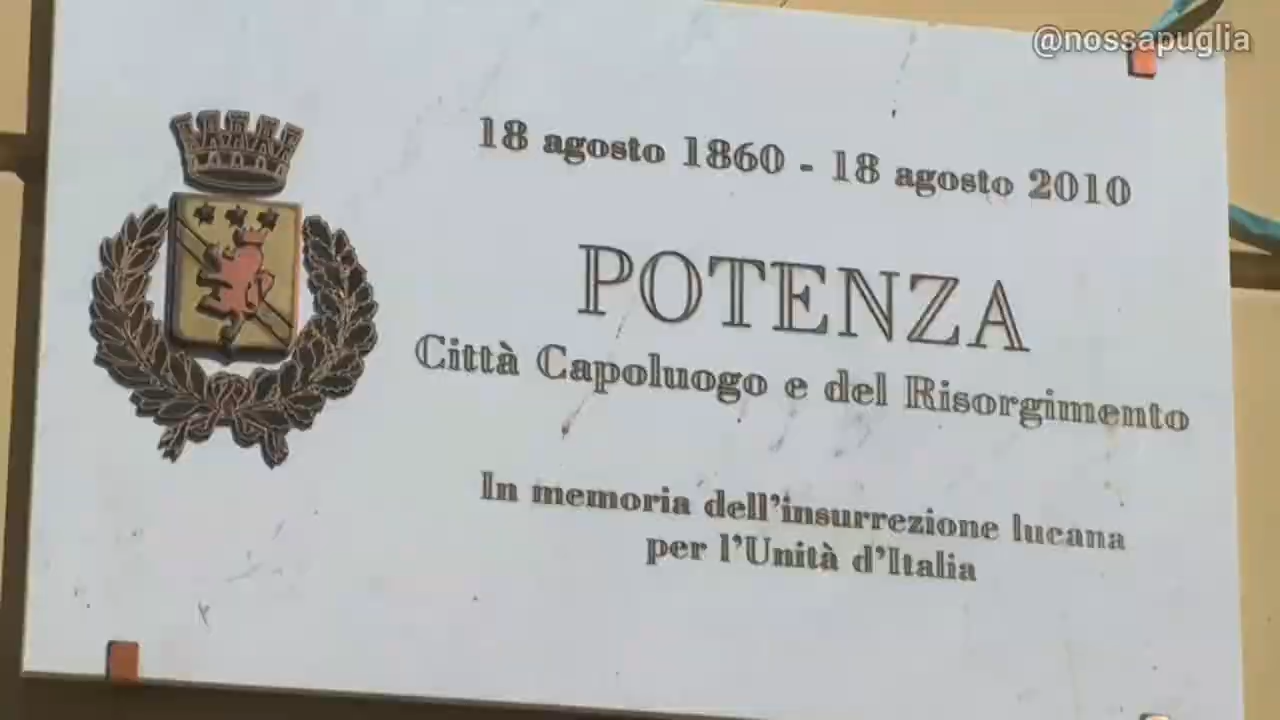 @nossapuglia
18 agosto 1860 - 18 agosto 2010
POTENZA
Città Capoluogo e del Risorgimento
In memoria dell'insurrezione lucana
per l'Unità d'Italia